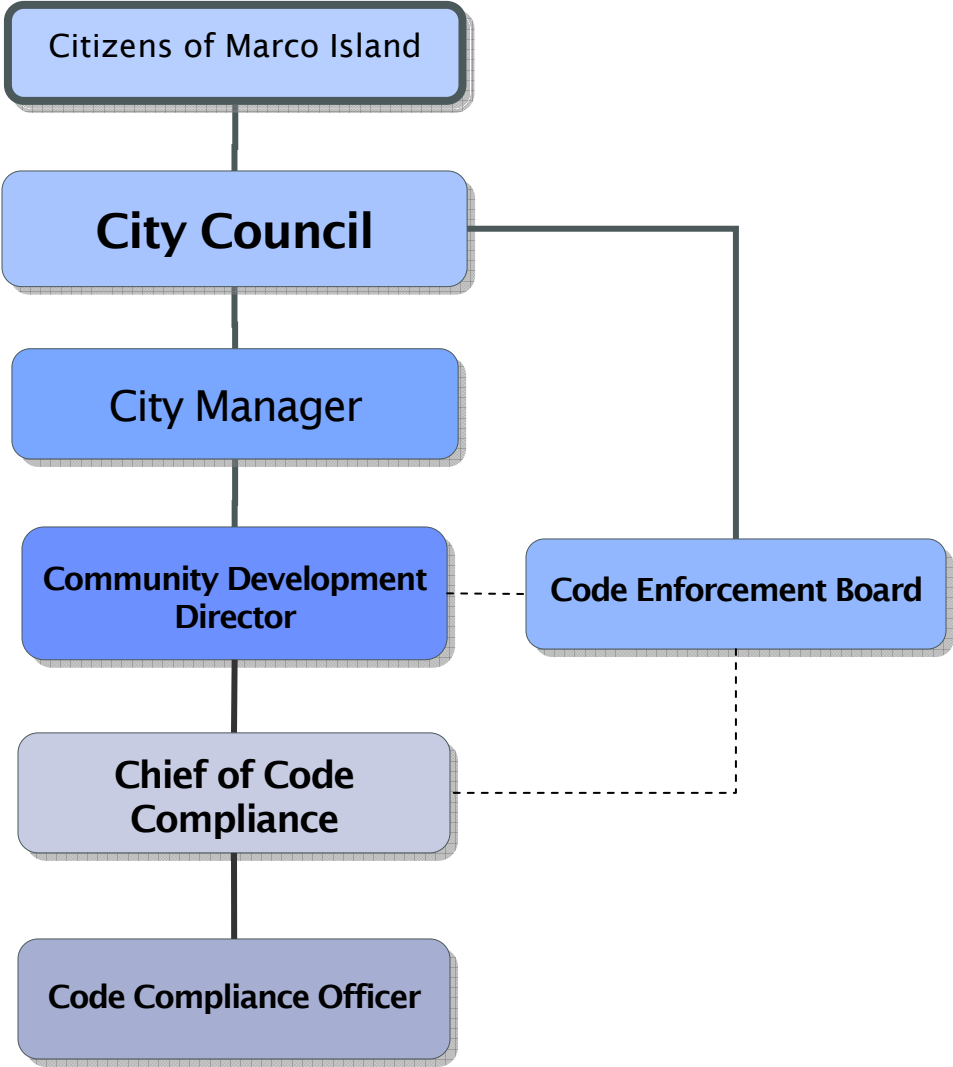 Citizens of Marco Island
City Council
City Manager
Community Development
Director
Code Enforcement Board
Chief of Code
Compliance
Code Compliance Officer